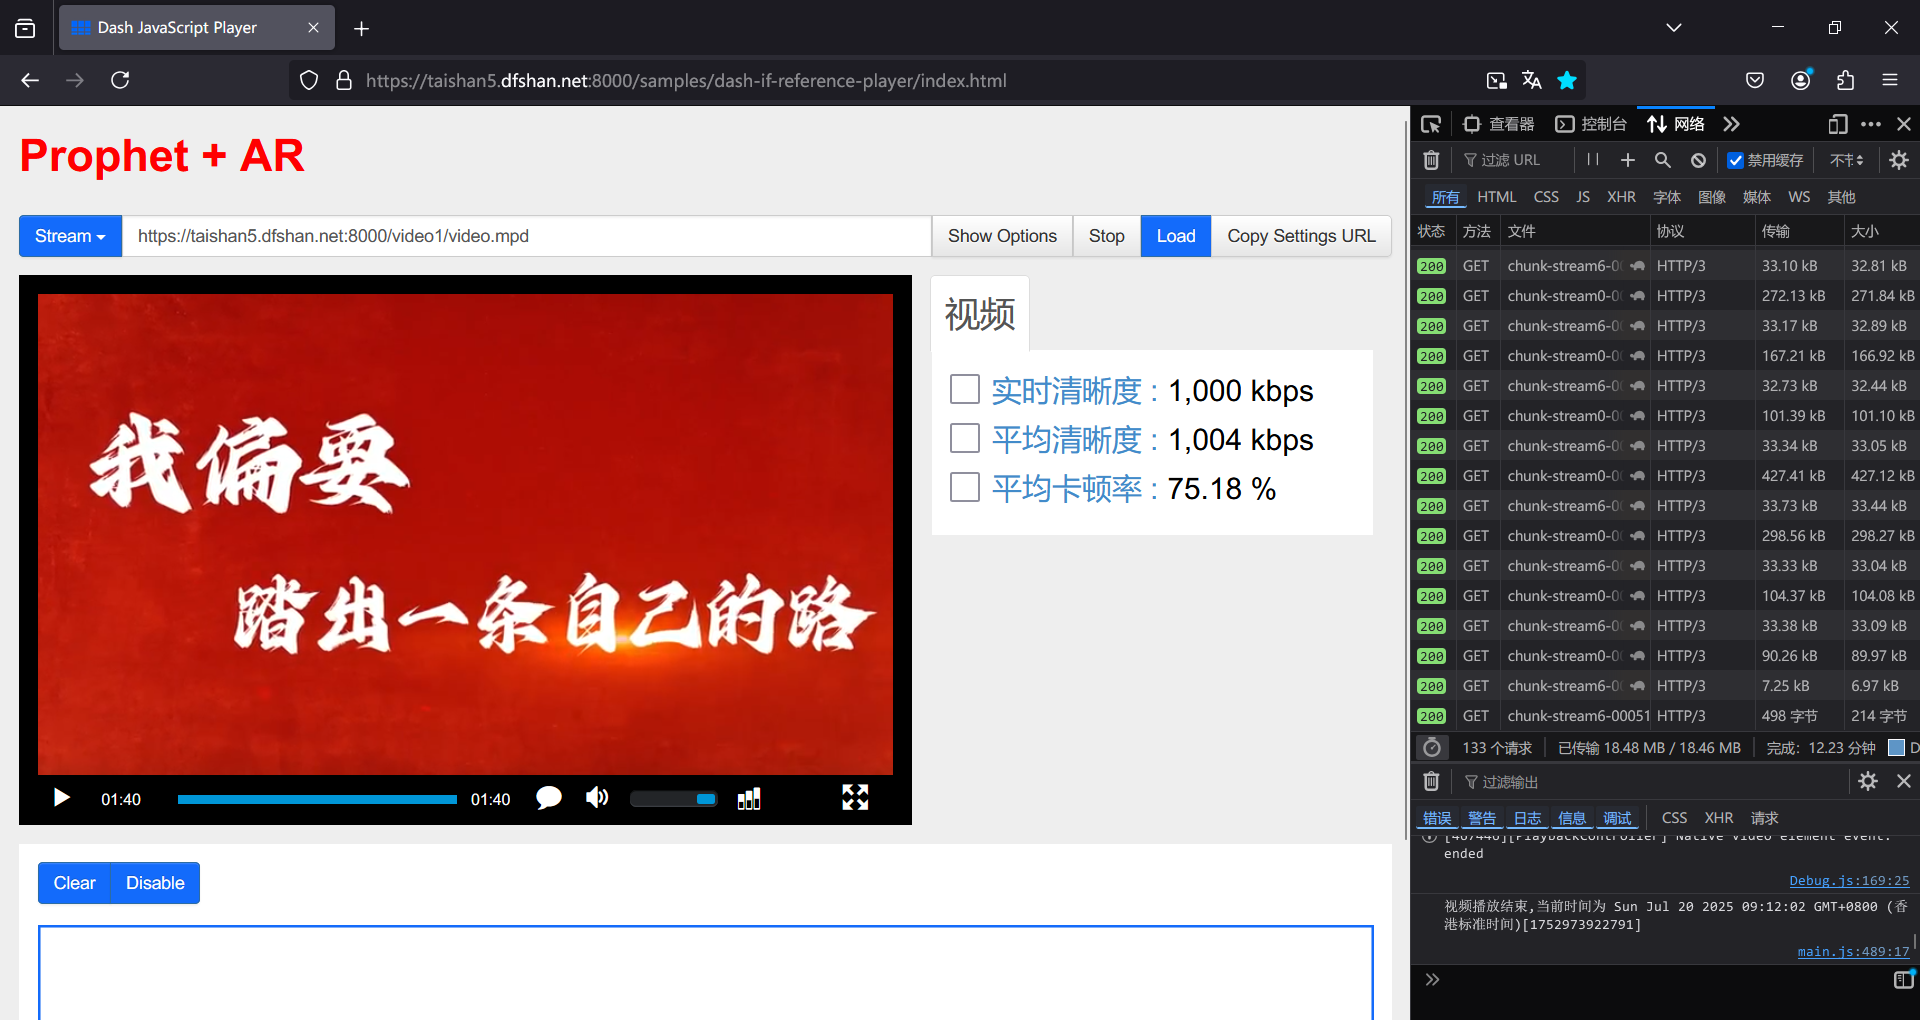 Dash JavaScript Player
https://taishan5.dfshan.net:8000/samples/dash-if-reference-player/index.html
Prophet + AR
Stream
https://taishan5.dfshan.net:8000/video1/video.mpd
Show Options
Stop
Load
Copy Settings URL
我偏要
踏出一条自己的路
01:40
01:40
视频
实时清晰度 : 1,000 kbps
平均清晰度 : 1,004 kbps
平均卡顿率 : 75.18 %
Clear
Disable
查看器
控制台
网络
过滤 URL
禁用缓存
所有 HTML CSS JS XHR 字体 图像 媒体 WS 其他
状态 方法 文件 协议 传输 大小
200 GET chunk-stream6-0 HTTP/3 33.10 kB 32.81 kB
200 GET chunk-stream0-0 HTTP/3 272.13 kB 271.84 kB
200 GET chunk-stream6-0 HTTP/3 33.17 kB 32.89 kB
200 GET chunk-stream0-0 HTTP/3 167.21 kB 166.92 kB
200 GET chunk-stream6-0 HTTP/3 32.73 kB 32.44 kB
200 GET chunk-stream0-0 HTTP/3 101.39 kB 101.10 kB
200 GET chunk-stream6-0 HTTP/3 33.34 kB 33.05 kB
200 GET chunk-stream0-0 HTTP/3 427.41 kB 427.12 kB
200 GET chunk-stream6-0 HTTP/3 33.73 kB 33.44 kB
200 GET chunk-stream0-0 HTTP/3 298.56 kB 298.27 kB
200 GET chunk-stream6-0 HTTP/3 33.33 kB 33.04 kB
200 GET chunk-stream0-0 HTTP/3 104.37 kB 104.08 kB
200 GET chunk-stream6-0 HTTP/3 33.38 kB 33.09 kB
200 GET chunk-stream0-0 HTTP/3 90.26 kB 89.97 kB
200 GET chunk-stream6-0 HTTP/3 7.25 kB 6.97 kB
200 GET chunk-stream6-00051 HTTP/3 498 字节 214 字节
133 个请求 已传输 18.48 MB / 18.46 MB 完成：12.23 分钟
过滤输出
错误 警告 日志 信息 调试 CSS XHR 请求
[PlaybackController] Native video element event:
ended
Debug.js:169:25
视频播放结束,当前时间为 Sun Jul 20 2025 09:12:02 GMT+0800 (香
港标准时间)[1752973922791]
main.js:489:17